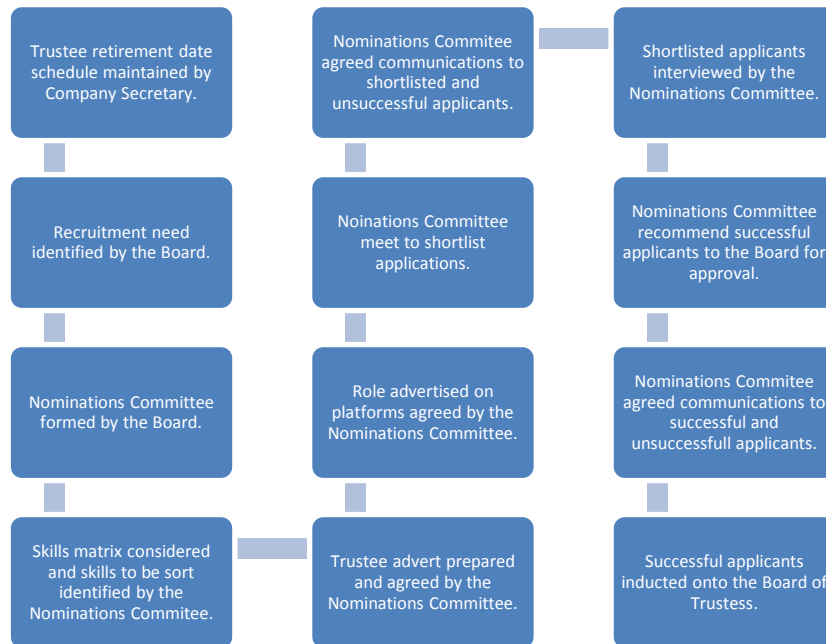 Trustee retirement date
schedule maintained by
Company Secretary.
Recruitment need
identified by the Board.
Nominations Committee
formed by the Board.
Skills matrix considered
and skills to be sort
identified by the
Nominations Commitee.
Trustee advert prepared
and agreed by the
Nominations Committee.
Role advertised on
platforms agreed by the
Nominations Committee.
Noinations Committee
meet to shortlist
applications.
Nominations Commitee
agreed communications to
shortlisted and
unsuccessful applicants.
Shortlisted applicants
interviewed by the
Nominations Committee.
Nominations Committee
recommend successful
applicants to the Board for
approval.
Nominations Commitee
agreed communications to
successful and
unsuccessfull applicants.
Successful applicants
inducted onto the Board of
Trustess.